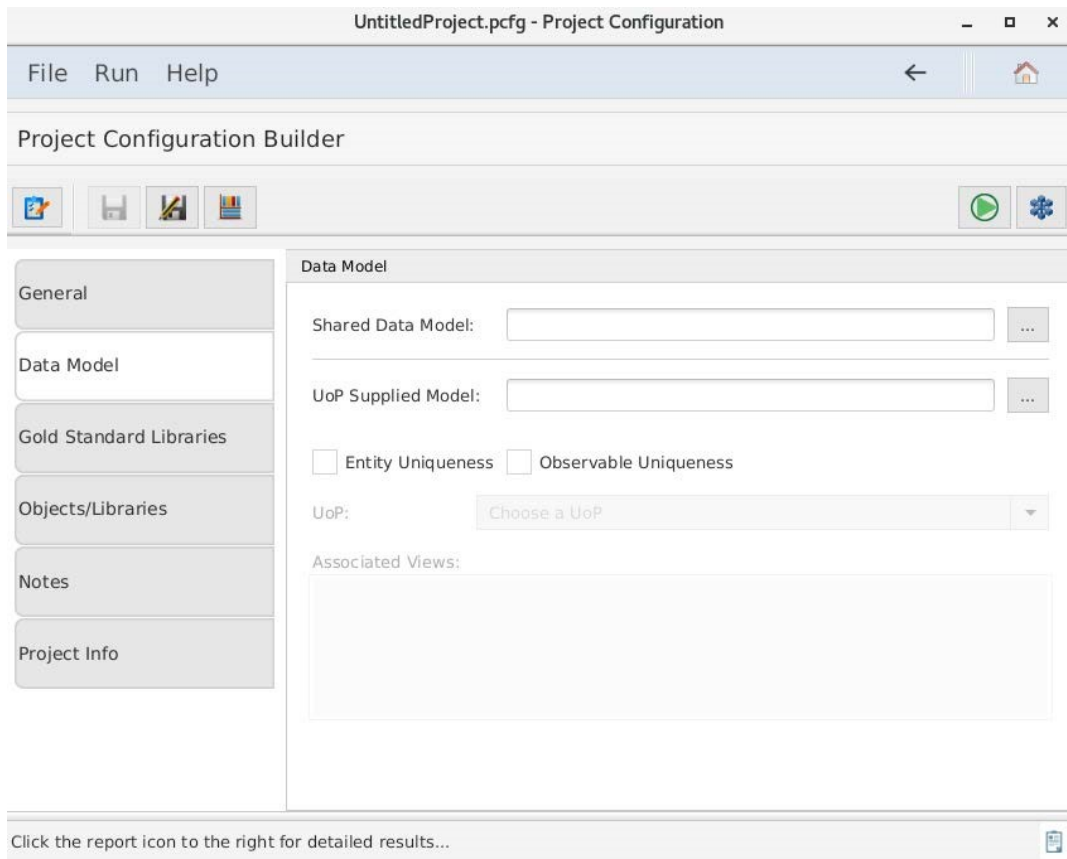 UntitledProject.pcfg - Project Configuration
File Run Help
Project Configuration Builder
General
Data Model
Gold Standard Libraries
Objects/Libraries
Notes
Project Info
Data Model
Shared Data Model:
...
UoP Supplied Model:
...
Entity Uniqueness
Observable Uniqueness
UoP:
Choose a UoP
Associated Views:
Click the report icon to the right for detailed results...